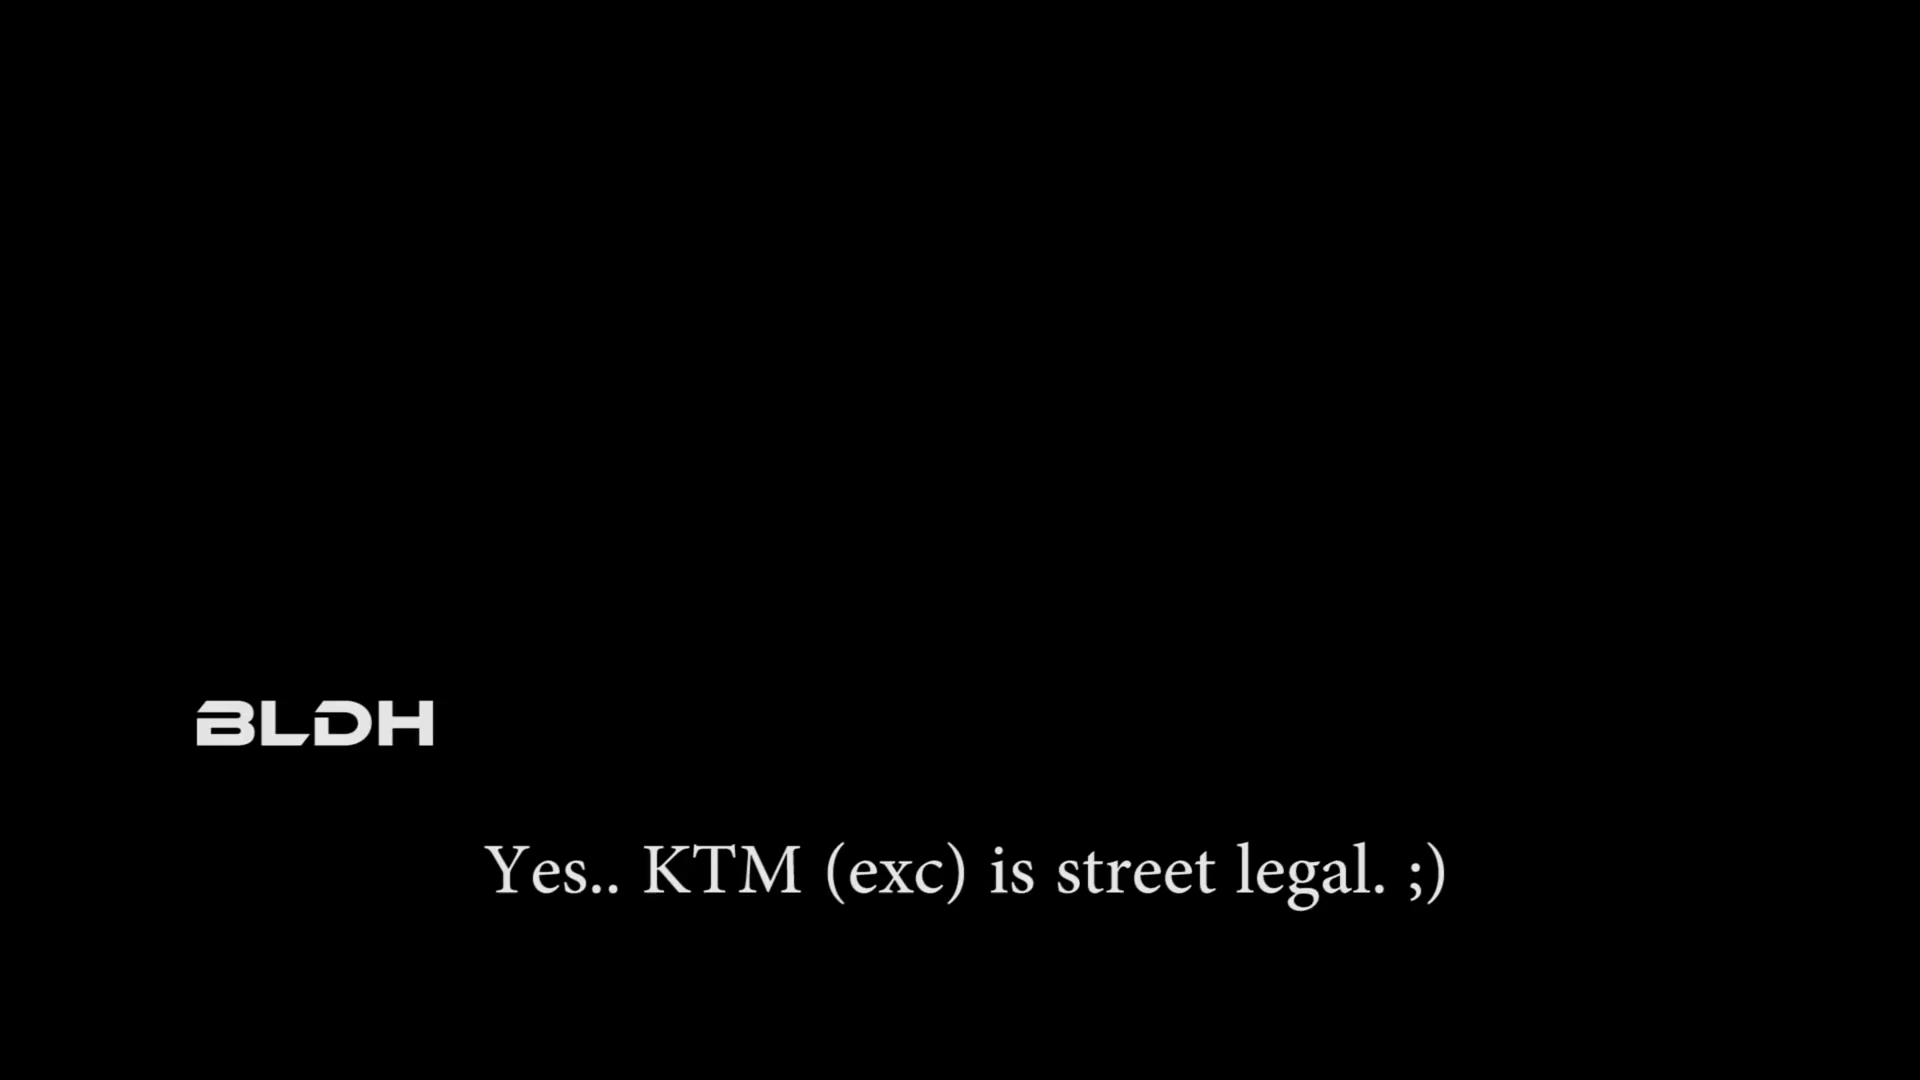 BLDH
Yes.. KTM (exc) is street legal. ;)